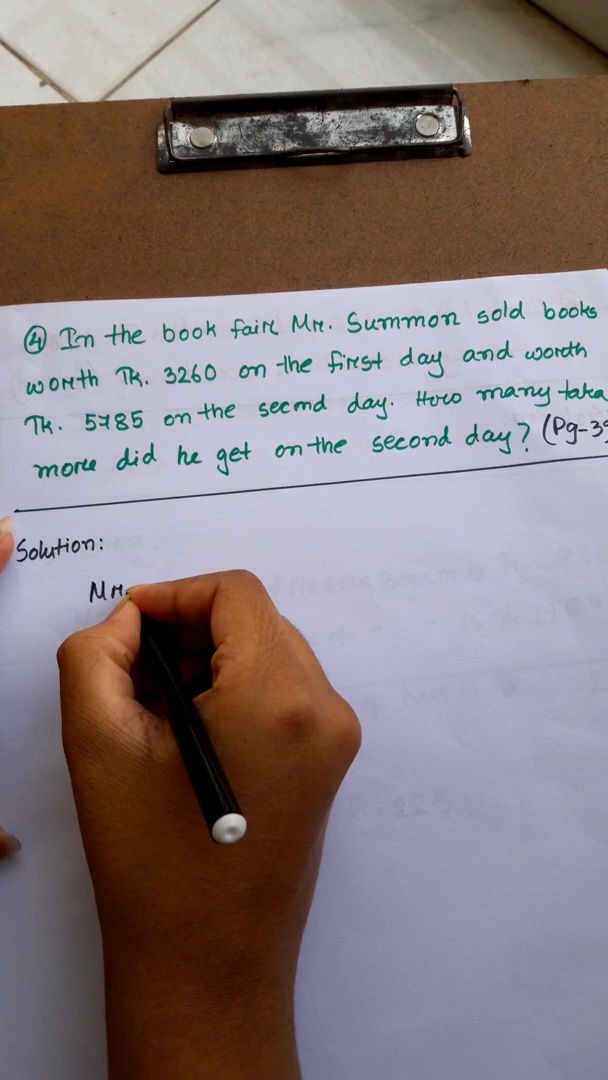 ④ In the book fair Mr. Summon sold books
worth Tk. 3260 on the first day and worth
Tk. 5785 on the second day. How many taka
more did he get on the second day? (Pg-39
Solution:
Mr.